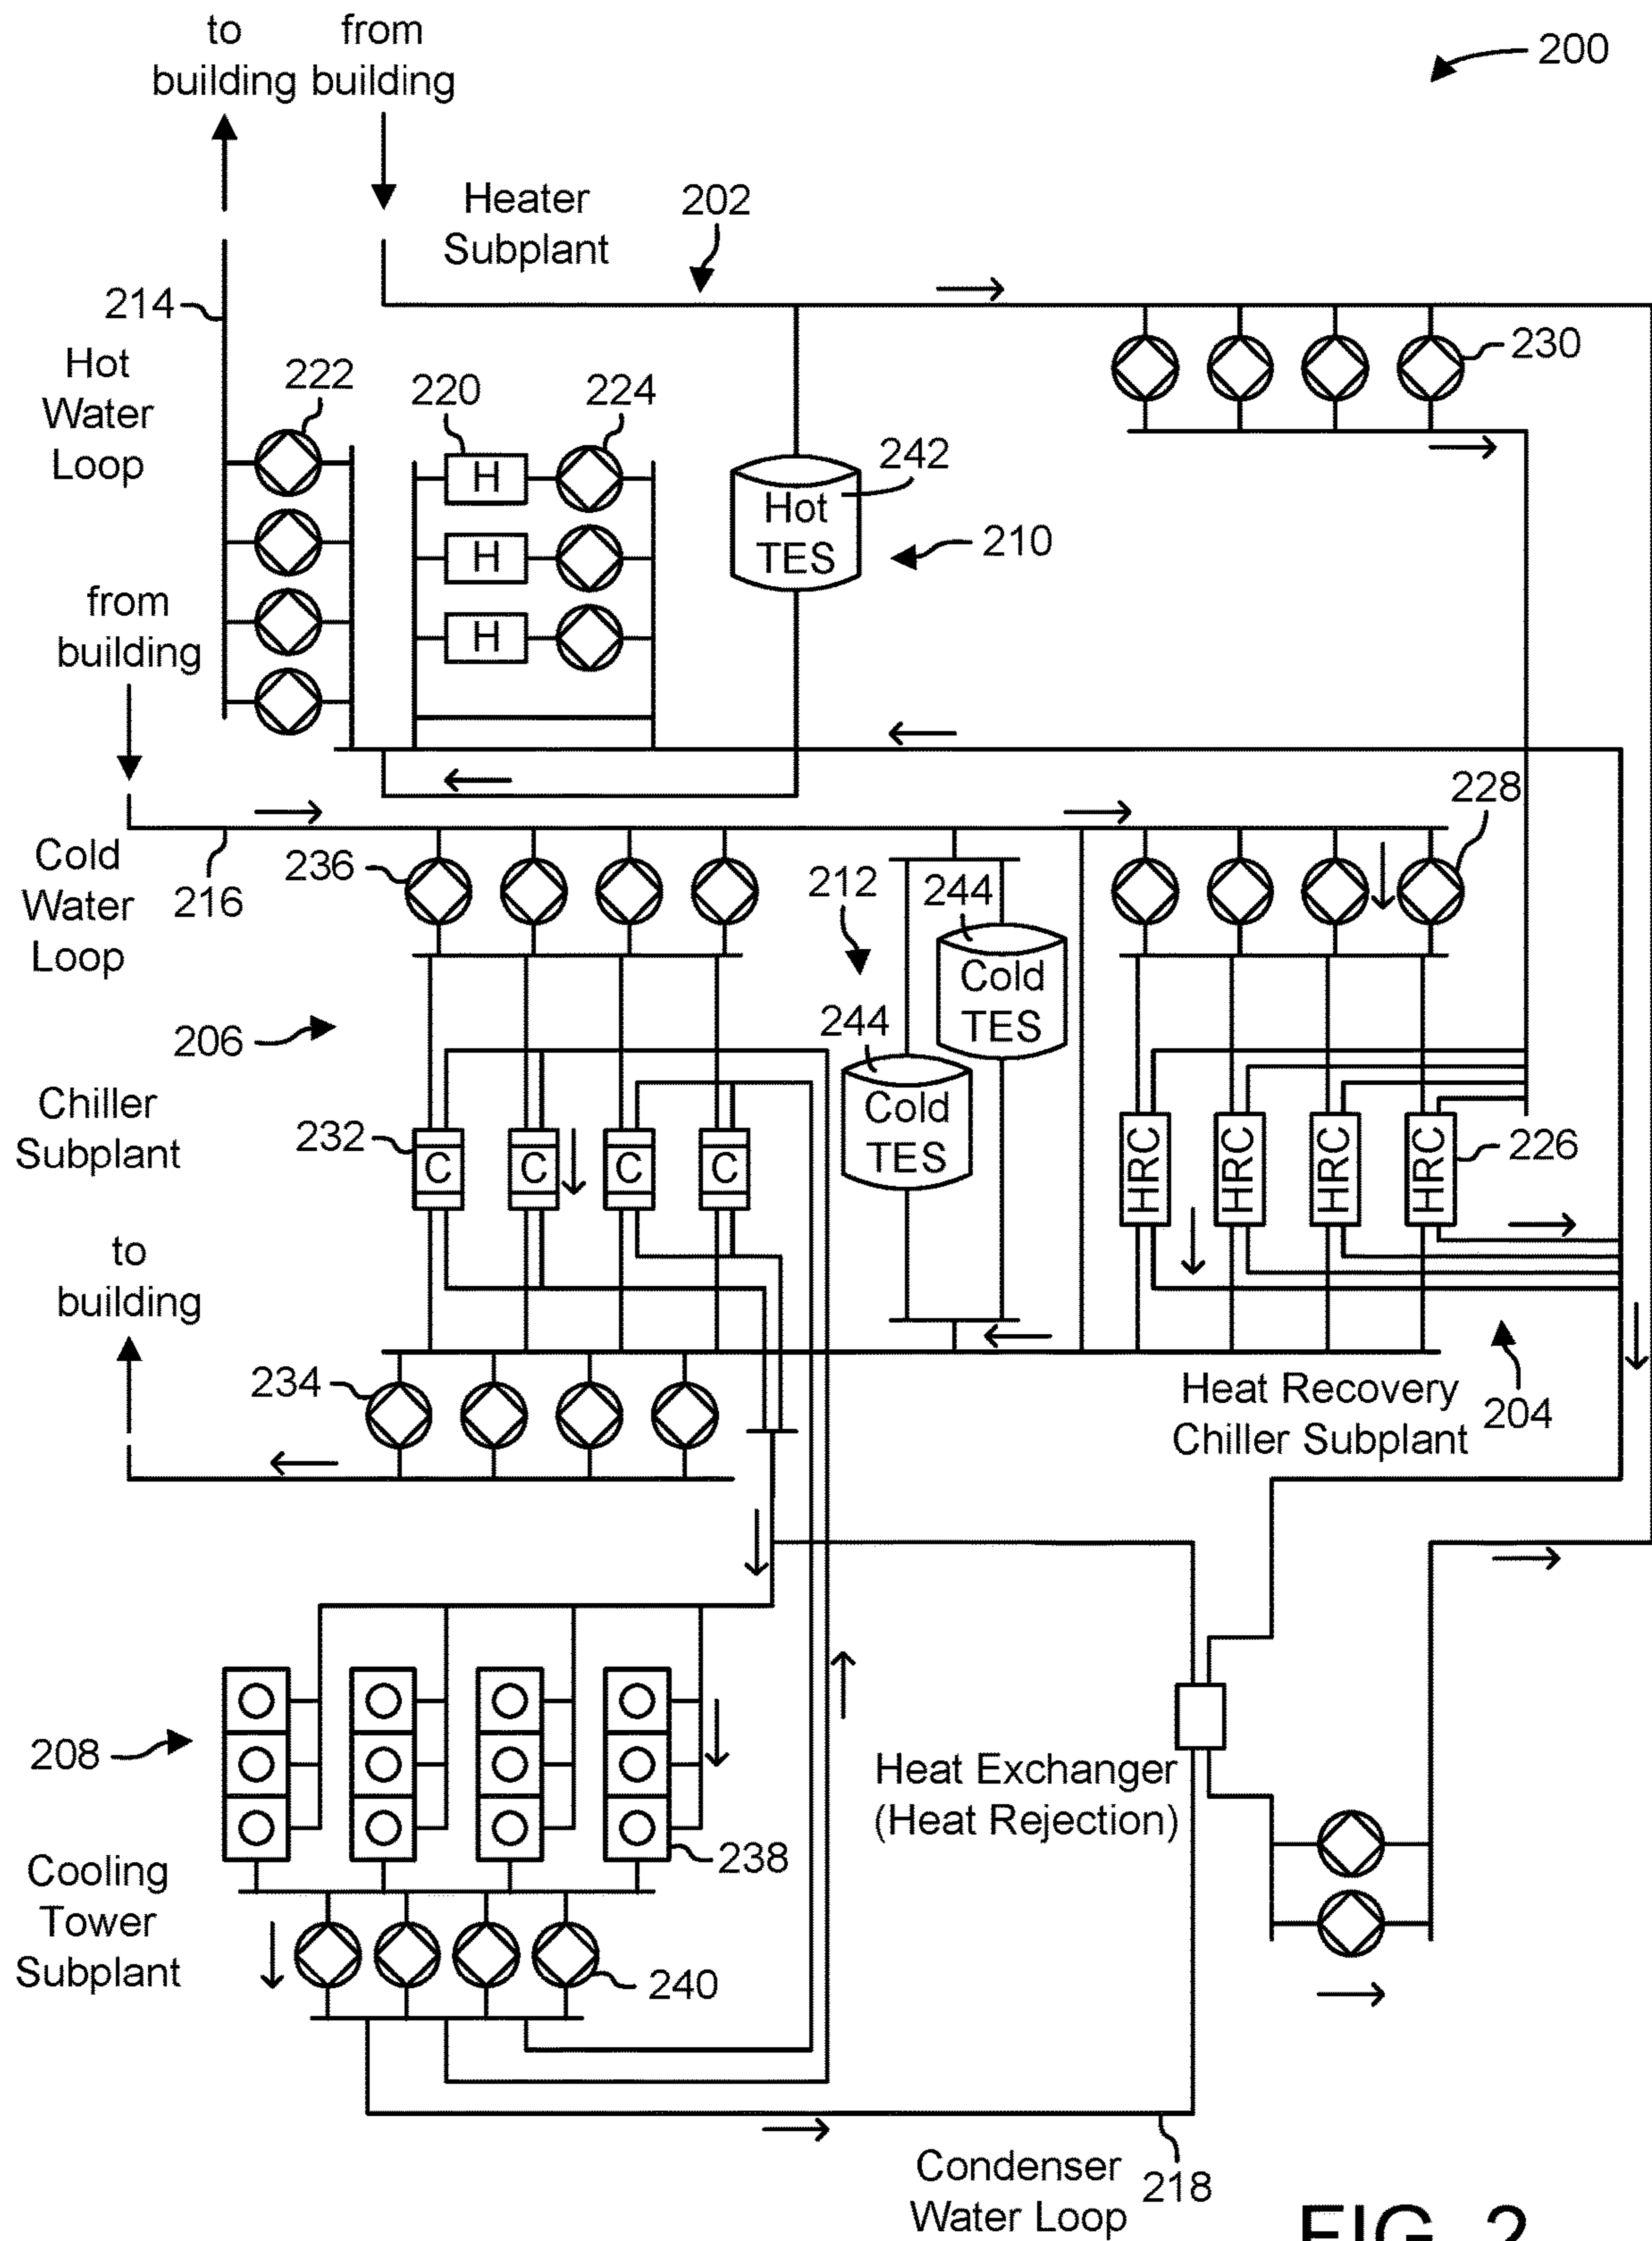 to
building
from
building
200
Heater
Subplant
202
214
Hot
Water
Loop
222
220
224
230
H
H
H
Hot
TES
242
210
from
building
228
Cold
Water
Loop
216
236
212
244
Cold
TES
244
Cold
TES
206
Chiller
Subplant
232
C
C
C
C
HRC
HRC
HRC
HRC
226
to
building
234
Heat Recovery
Chiller Subplant
204
208
Heat Exchanger
(Heat Rejection)
238
Cooling
Tower
Subplant
240
Condenser
Water Loop
218
FIG. 2